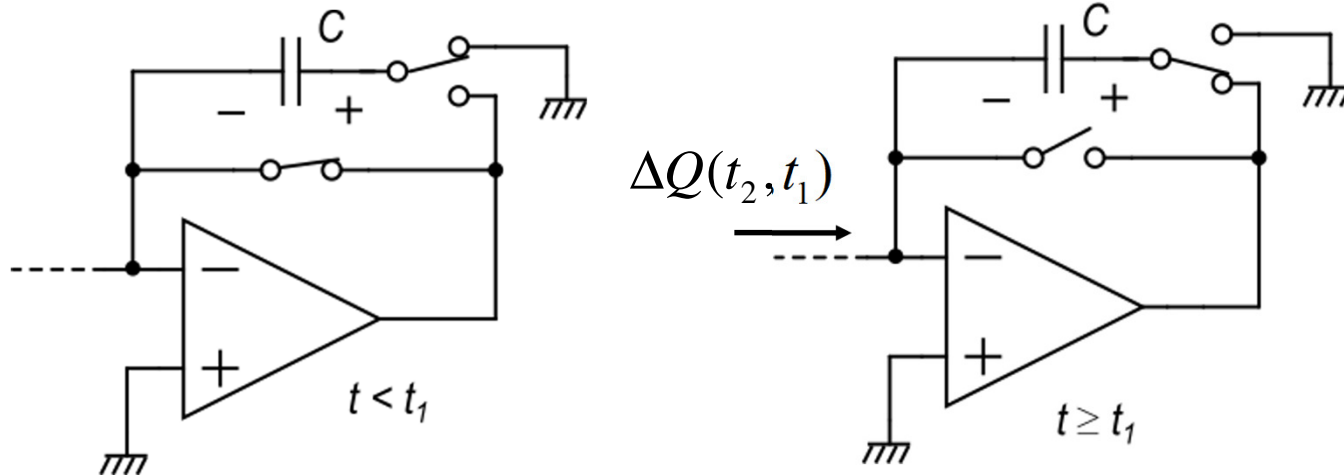 C
− +
− 
+
t < t₁
ΔQ(t₂,t₁)
C
− +
−
+
t ≥ t₁